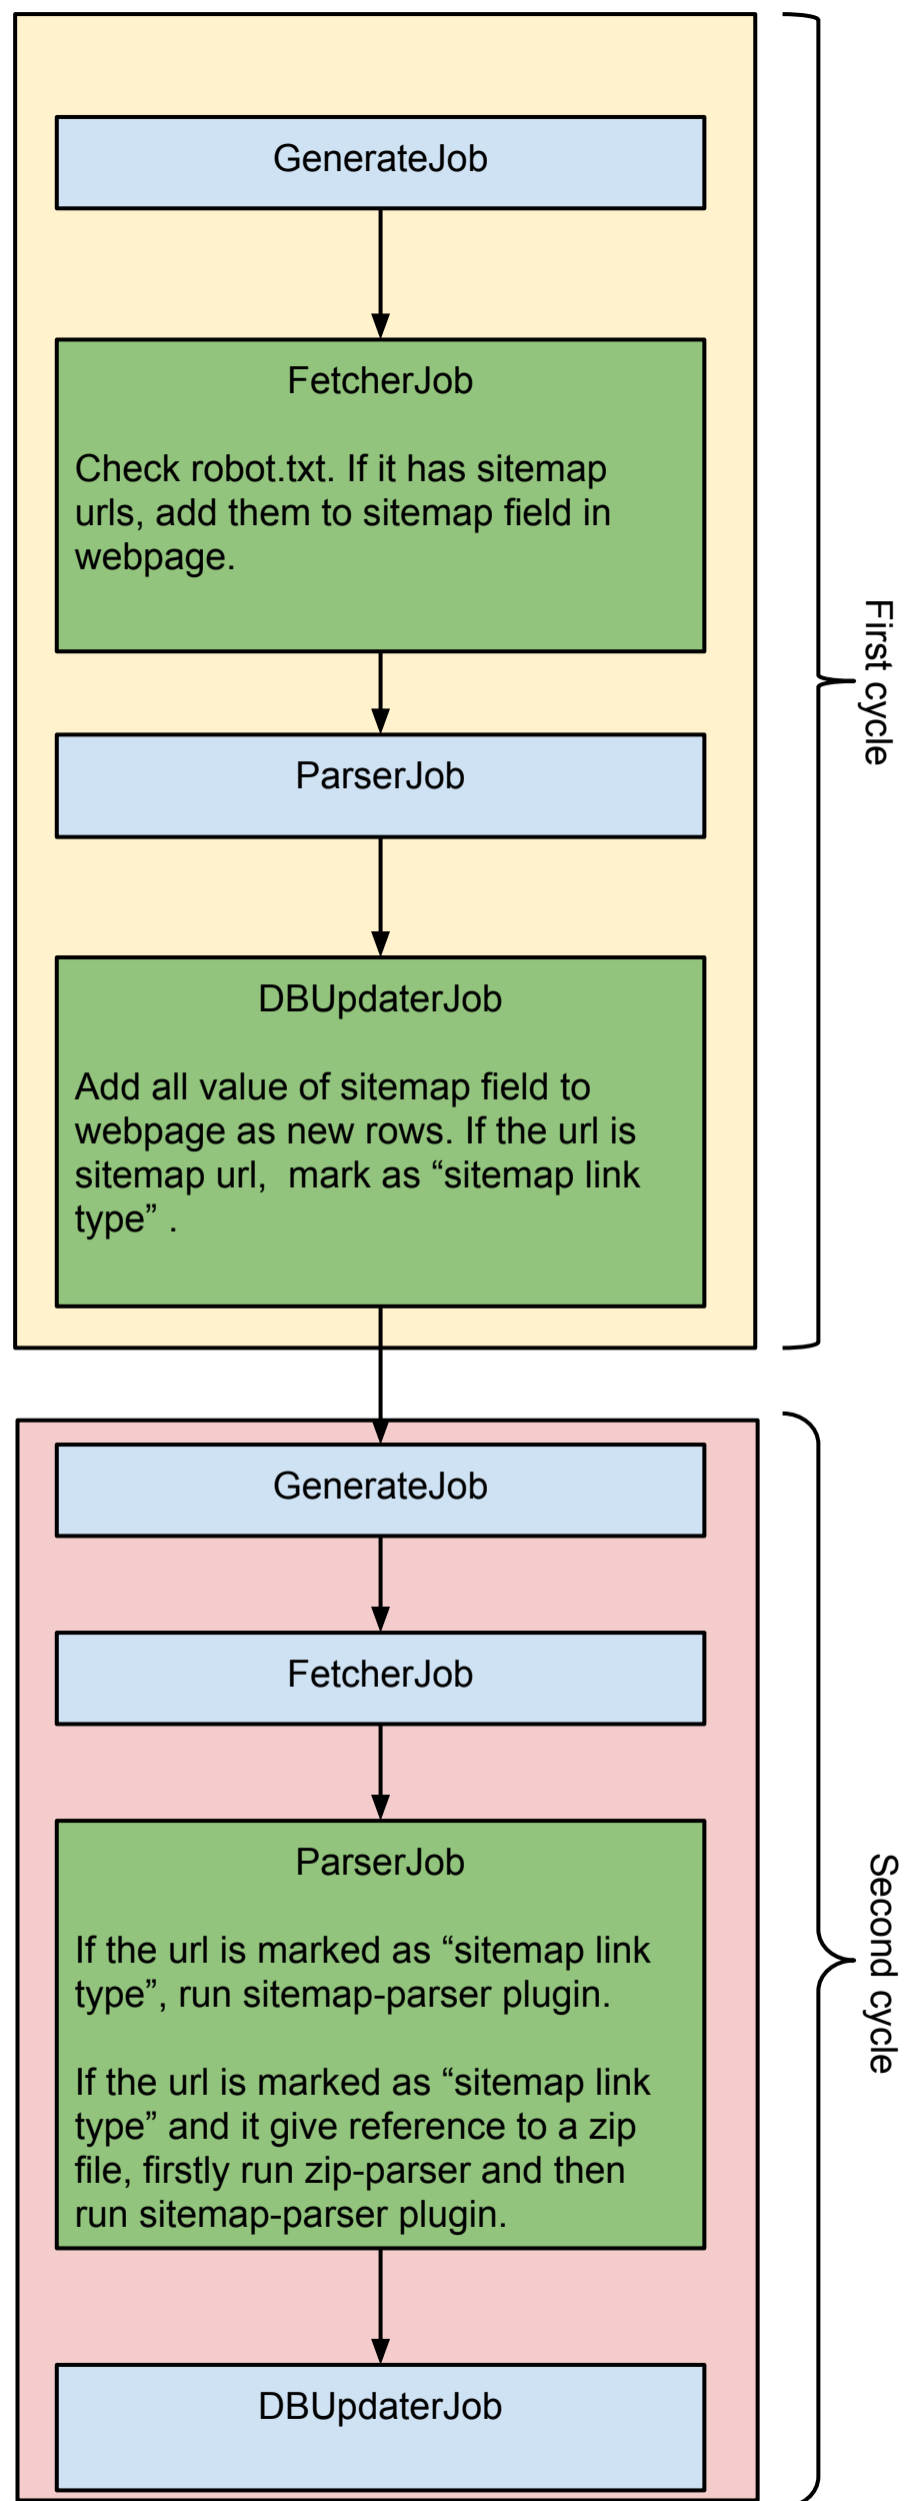 GenerateJob
FetcherJob
Check robot.txt. If it has sitemap
urls, add them to sitemap field in
webpage.
ParserJob
DBUpdaterJob
Add all value of sitemap field to
webpage as new rows. If the url is
sitemap url,  mark as “sitemap link
type” .
First cycle
GenerateJob
FetcherJob
ParserJob
If the url is marked as “sitemap link
type”, run sitemap-parser plugin.
If the url is marked as “sitemap link
type” and it give reference to a zip
file, firstly run zip-parser and then
run sitemap-parser plugin.
DBUpdaterJob
Second cycle